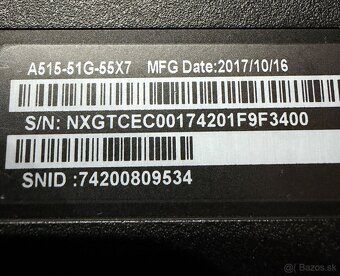 A515-51G-55X7 MFG Date:2017/10/16
S/N: NXGTCEC00174201F9F3400
SNID :74200809534
© Bazos.sk